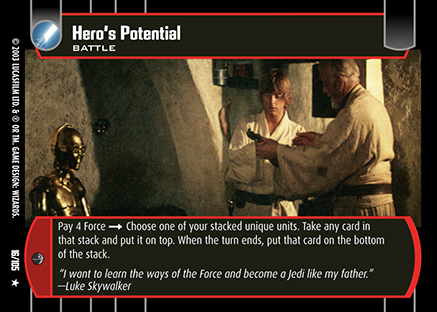 Hero's Potential
BATTLE
Pay 4 Force → Choose one of your stacked unique units. Take any card in
that stack and put it on top. When the turn ends, put that card on the bottom
of the stack.
"I want to learn the ways of the Force and become a Jedi like my father."
—Luke Skywalker
© 2003 LUCASFILM LTD. & ® OR TM. GAME DESIGN: WIZARDS.
16/105